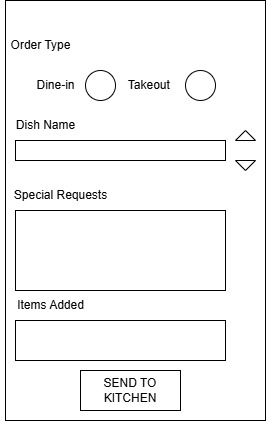 Order Type
Dine-in Takeout
Dish Name
Special Requests
Items Added
SEND TO
KITCHEN